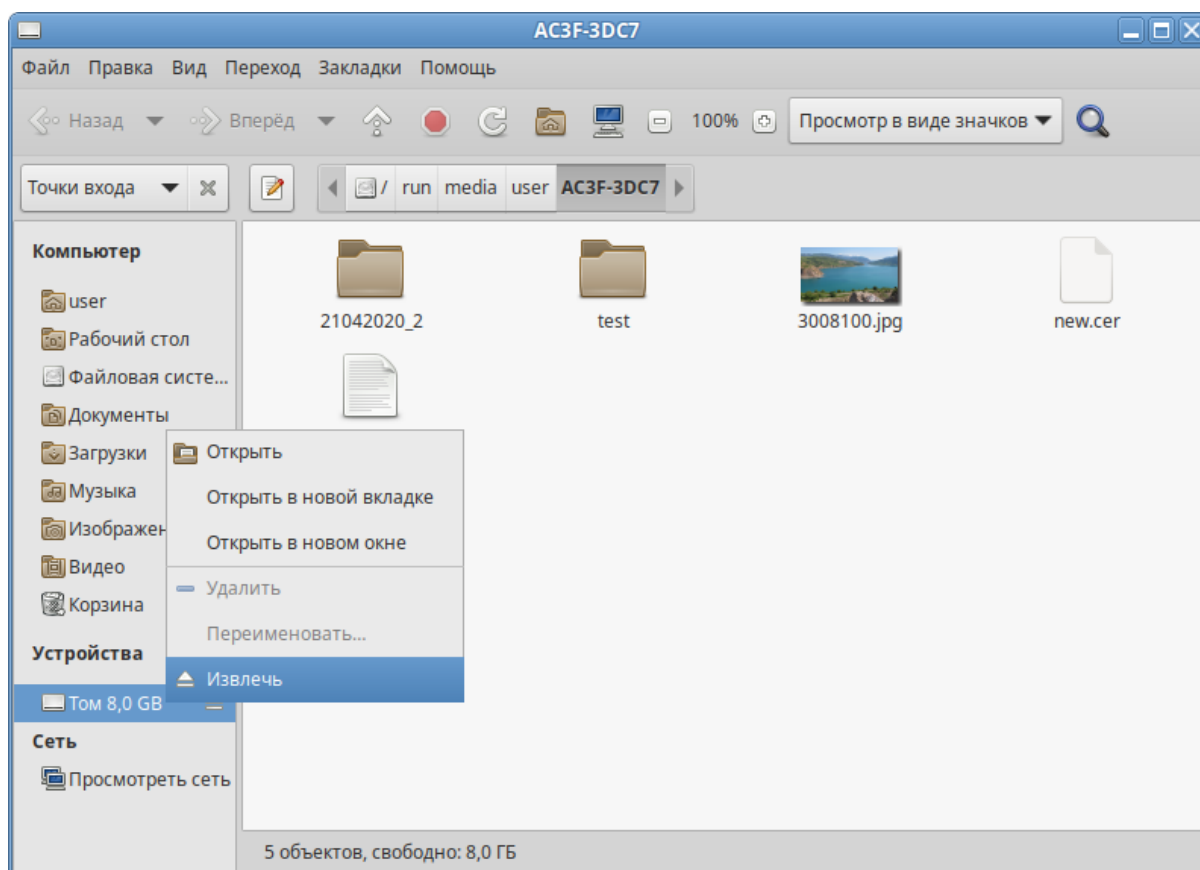 AC3F-3DC7
Файл Правка Вид Переход Закладки Помощь
Назад Вперёд 100% Просмотр в виде значков
Точки входа / run media user AC3F-3DC7
Компьютер
user
Рабочий стол
Файловая систе...
Документы
Загрузки
Музыка
Изображен
Видео
Корзина
Устройства
Том 8,0 GB
Сеть
Просмотреть сеть
21042020_2 test 3008100.jpg new.cer
Открыть
Открыть в новой вкладке
Открыть в новом окне
Удалить
Переименовать...
Извлечь
5 объектов, свободно: 8,0 ГБ